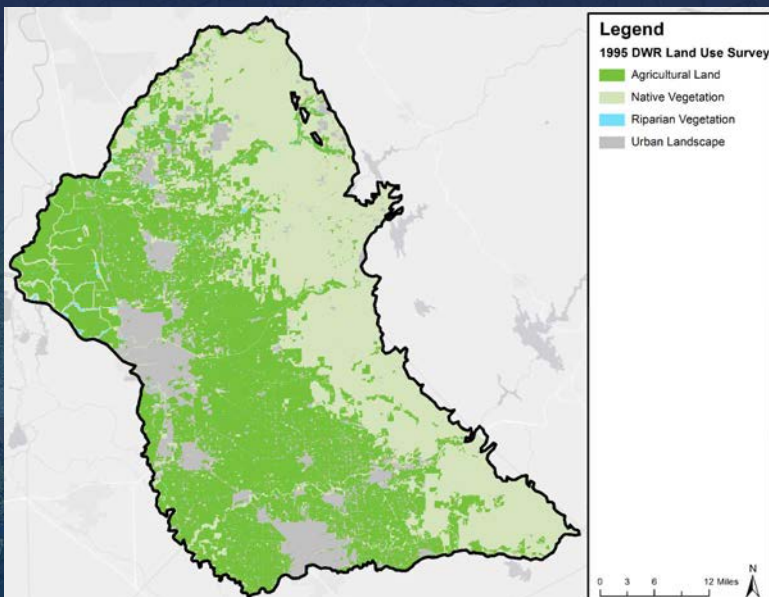 Legend
1995 DWR Land Use Survey
Agricultural Land
Native Vegetation
Riparian Vegetation
Urban Landscape
N
0 3 6 12 Miles